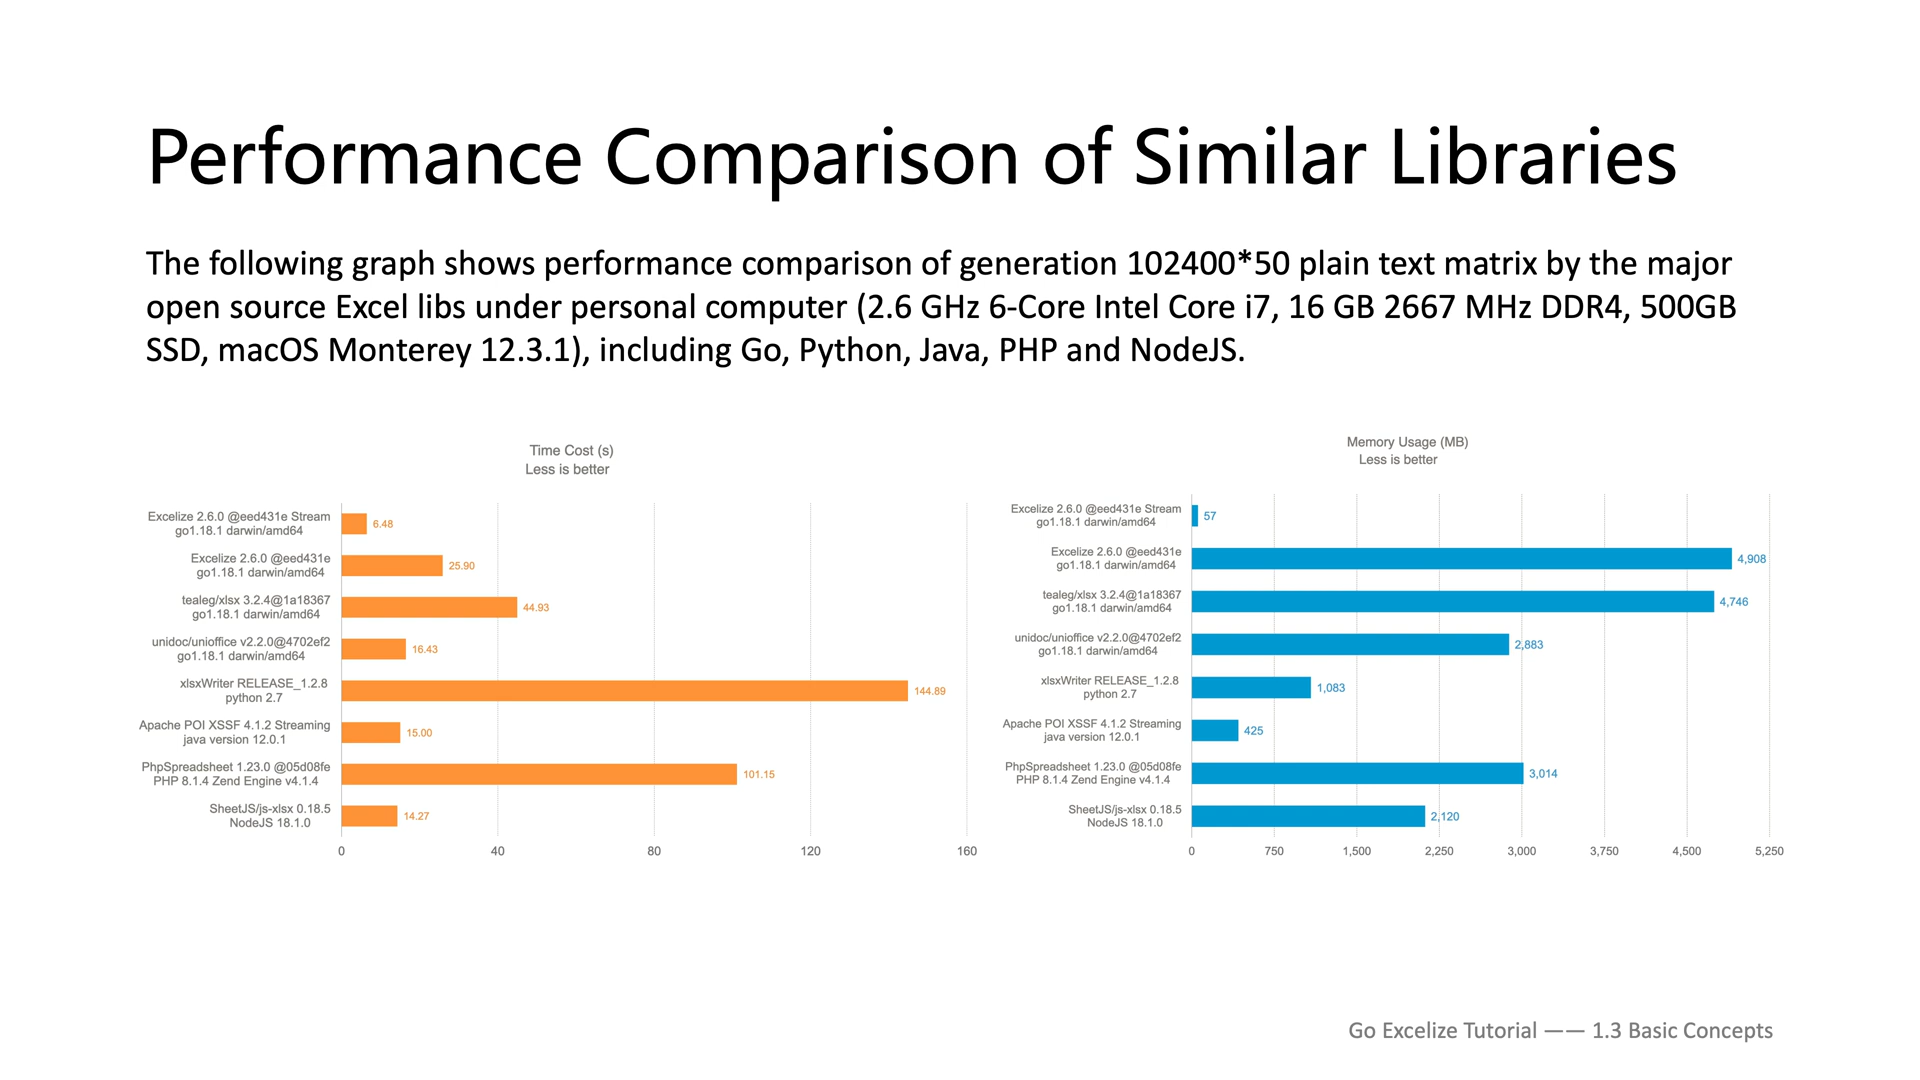 Performance Comparison of Similar Libraries
The following graph shows performance comparison of generation 102400*50 plain text matrix by the major
open source Excel libs under personal computer (2.6 GHz 6-Core Intel Core i7, 16 GB 2667 MHz DDR4, 500GB
SSD, macOS Monterey 12.3.1), including Go, Python, Java, PHP and NodeJS.
Time Cost (s)
Less is better
Excelize 2.6.0 @eed431e Stream
go1.18.1 darwin/amd64
6.48
Excelize 2.6.0 @eed431e
go1.18.1 darwin/amd64
25.90
tealeg/xlsx 3.2.4@1a18367
go1.18.1 darwin/amd64
44.93
unidoc/unioffice v2.2.0@4702ef2
go1.18.1 darwin/amd64
16.43
xlsxWriter RELEASE_1.2.8
python 2.7
144.89
Apache POI XSSF 4.1.2 Streaming
java version 12.0.1
15.00
PhpSpreadsheet 1.23.0 @05d08fe
PHP 8.1.4 Zend Engine v4.1.4
101.15
SheetJS/js-xlsx 0.18.5
NodeJS 18.1.0
14.27
0 40 80 120 160
Memory Usage (MB)
Less is better
Excelize 2.6.0 @eed431e Stream
go1.18.1 darwin/amd64
57
Excelize 2.6.0 @eed431e
go1.18.1 darwin/amd64
4,908
tealeg/xlsx 3.2.4@1a18367
go1.18.1 darwin/amd64
4,746
unidoc/unioffice v2.2.0@4702ef2
go1.18.1 darwin/amd64
2,883
xlsxWriter RELEASE_1.2.8
python 2.7
1,083
Apache POI XSSF 4.1.2 Streaming
java version 12.0.1
425
PhpSpreadsheet 1.23.0 @05d08fe
PHP 8.1.4 Zend Engine v4.1.4
3,014
SheetJS/js-xlsx 0.18.5
NodeJS 18.1.0
2,120
0 750 1,500 2,250 3,000 3,750 4,500 5,250
Go Excelize Tutorial —— 1.3 Basic Concepts